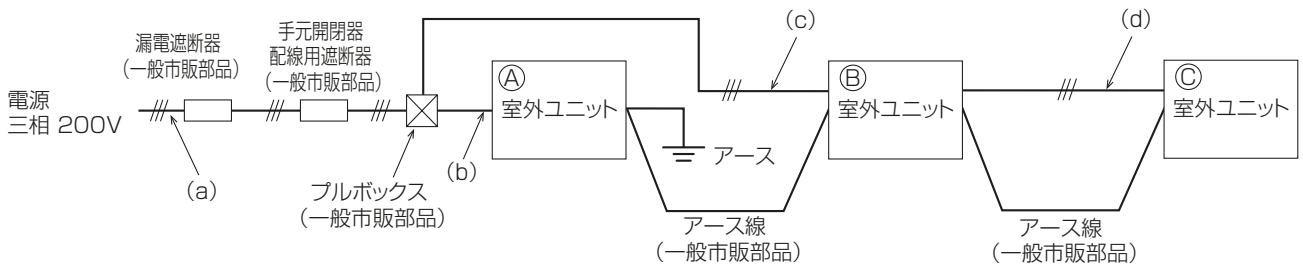 漏電遮断器
(一般市販部品)
手元開閉器
配線用遮断器
(一般市販部品)
電源
三相 200V
(a)
プルボックス
(一般市販部品)
(b)
Ⓐ
室外ユニット
アース
アース線
(一般市販部品)
(c)
Ⓑ
室外ユニット
アース線
(一般市販部品)
(d)
Ⓒ
室外ユニット